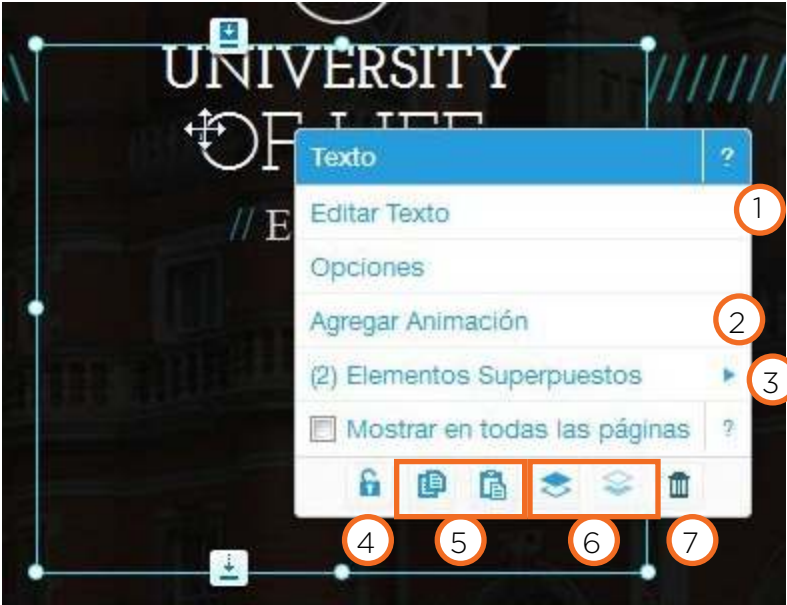 UNIVERSITY
OF LIFE
// E
Texto ?
Editar Texto 1
Opciones
Agregar Animación 2
(2) Elementos Superpuestos 3
Mostrar en todas las páginas ?
4 5 6 7